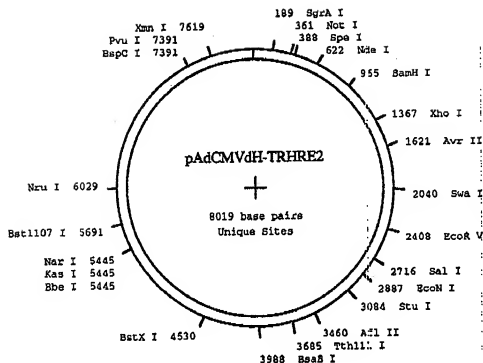 Xmn I 7619
Pvu I 7391
BspC I 7391
189 SgrA I
361 Not I
388 Spe I
622 Nde I
955 BamH I
1367 Xho I
1621 Avr II
pAdCMVdH-TRHRE2
8019 base pairs
Unique Sites
Nru I 6029
2040 Swa I
2408 EcoR V
Bst1107 I 5691
Nar I 5445
Kas I 5445
Bbe I 5445
2716 Sal I
2887 EcoN I
3084 Stu I
BstX I 4530
3460 Afl II
3685 Tth111 I
3988 BsaB I